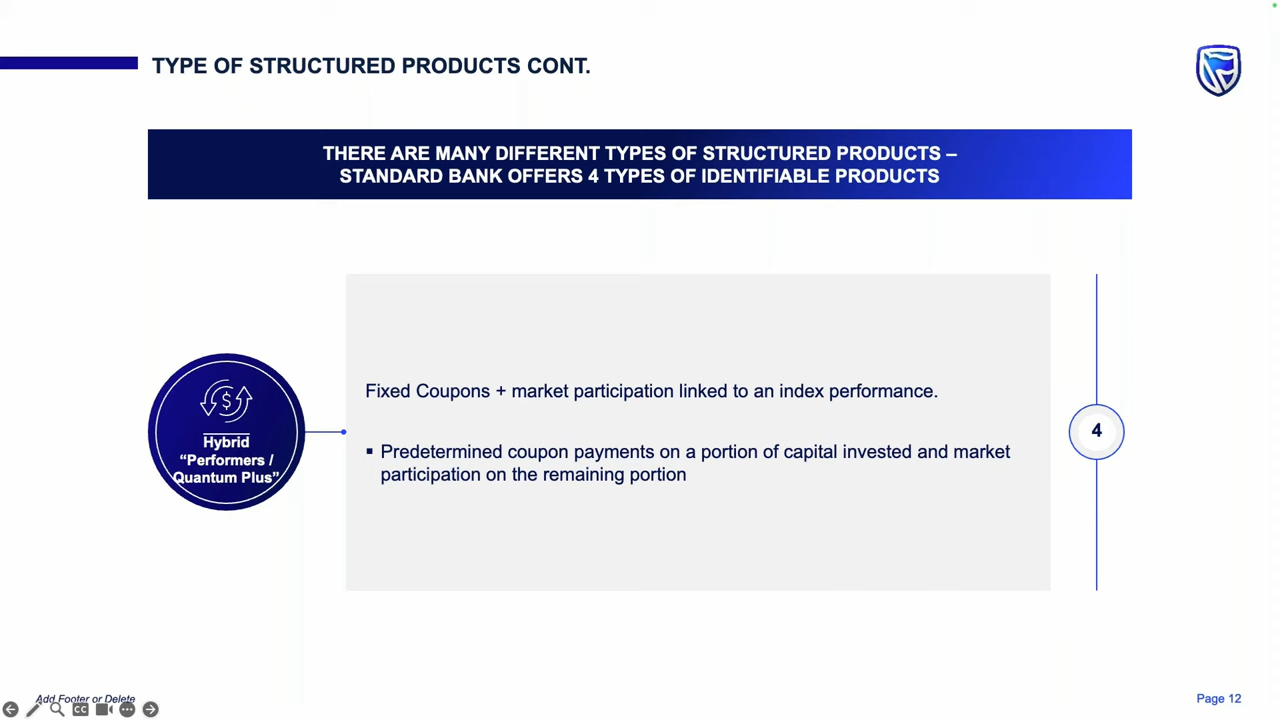 TYPE OF STRUCTURED PRODUCTS CONT.
THERE ARE MANY DIFFERENT TYPES OF STRUCTURED PRODUCTS –
STANDARD BANK OFFERS 4 TYPES OF IDENTIFIABLE PRODUCTS
$
Hybrid
“Performers /
Quantum Plus”
Fixed Coupons + market participation linked to an index performance.
▪ Predetermined coupon payments on a portion of capital invested and market
participation on the remaining portion
4
Add Footer or Delete
CC
Page 12